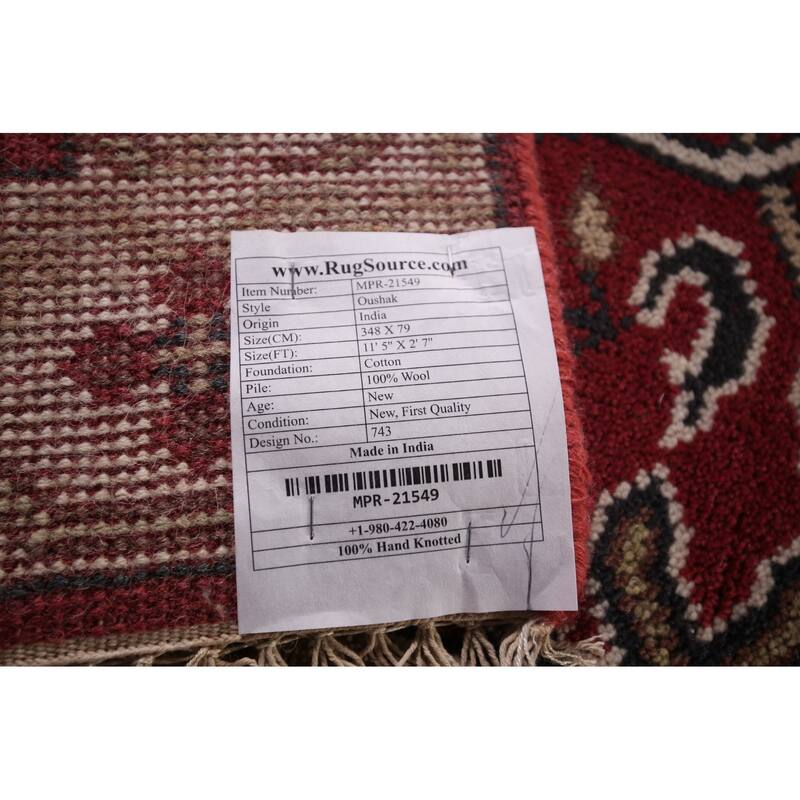 www.RugSource.com
Item Number: MPR-21549
Style Oushak
Origin India
Size(CM): 348 X 79
Size(FT): 11' 5" X 2' 7"
Foundation: Cotton
Pile: 100% Wool
Age: New
Condition: New, First Quality
Design No.: 743
Made in India
MPR-21549
+1-980-422-4080
100% Hand Knotted